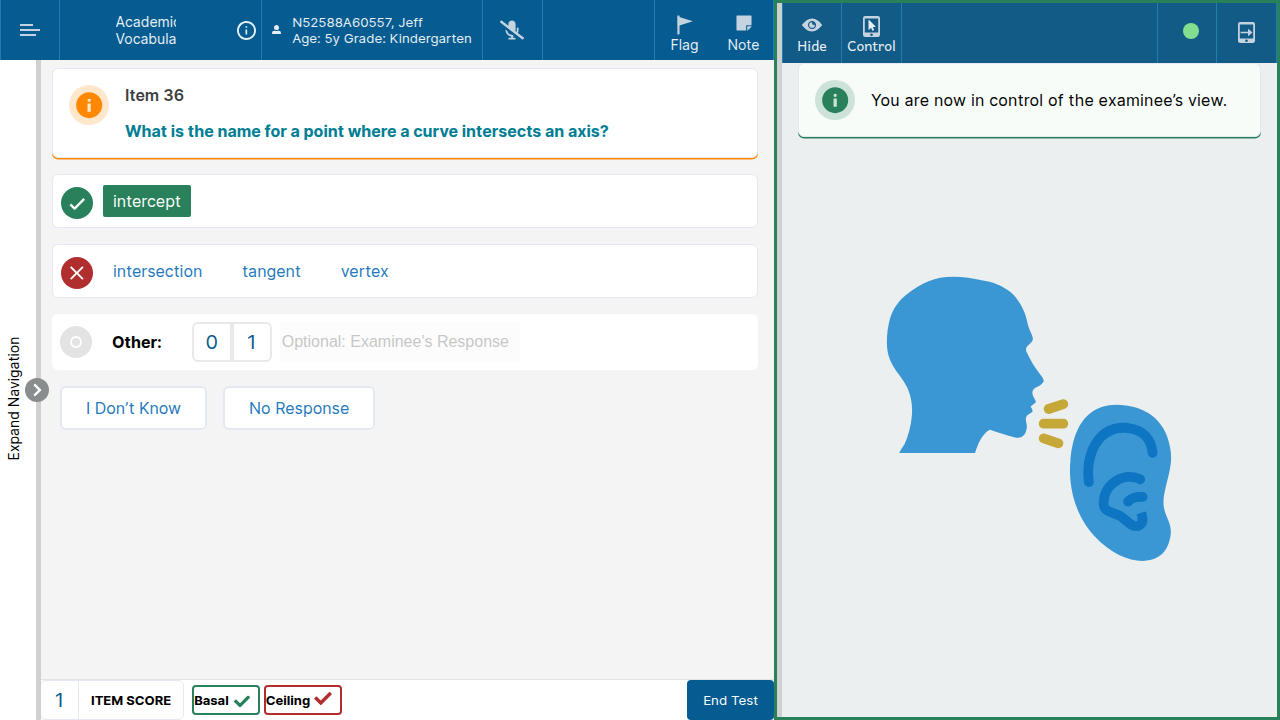 Academic
Vocabula
N52588A60557, Jeff
Age: 5y Grade: Kindergarten
Flag
Note
Hide
Control
Item 36
What is the name for a point where a curve intersects an axis?
You are now in control of the examinee's view.
intercept
intersection tangent vertex
Other: 0 1 Optional: Examinee's Response
I Don't Know No Response
Expand Navigation
1 ITEM SCORE Basal Ceiling End Test